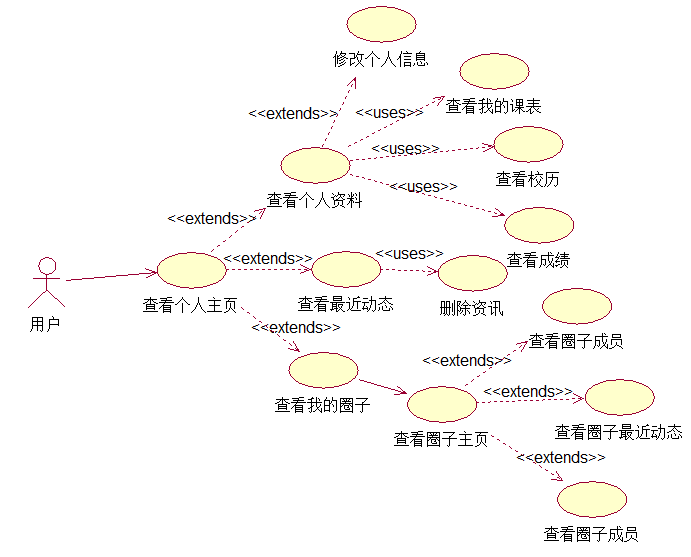 修改个人信息
<<extends>>
<<uses>>
查看我的课表
<<uses>>
查看校历
查看个人资料
<<uses>>
<<extends>>
查看成绩
<<extends>>
<<uses>>
用户
查看个人主页
查看最近动态
删除资讯
<<extends>>
查看圈子成员
<<extends>>
查看我的圈子
<<extends>>
查看圈子主页
查看圈子最近动态
<<extends>>
查看圈子成员